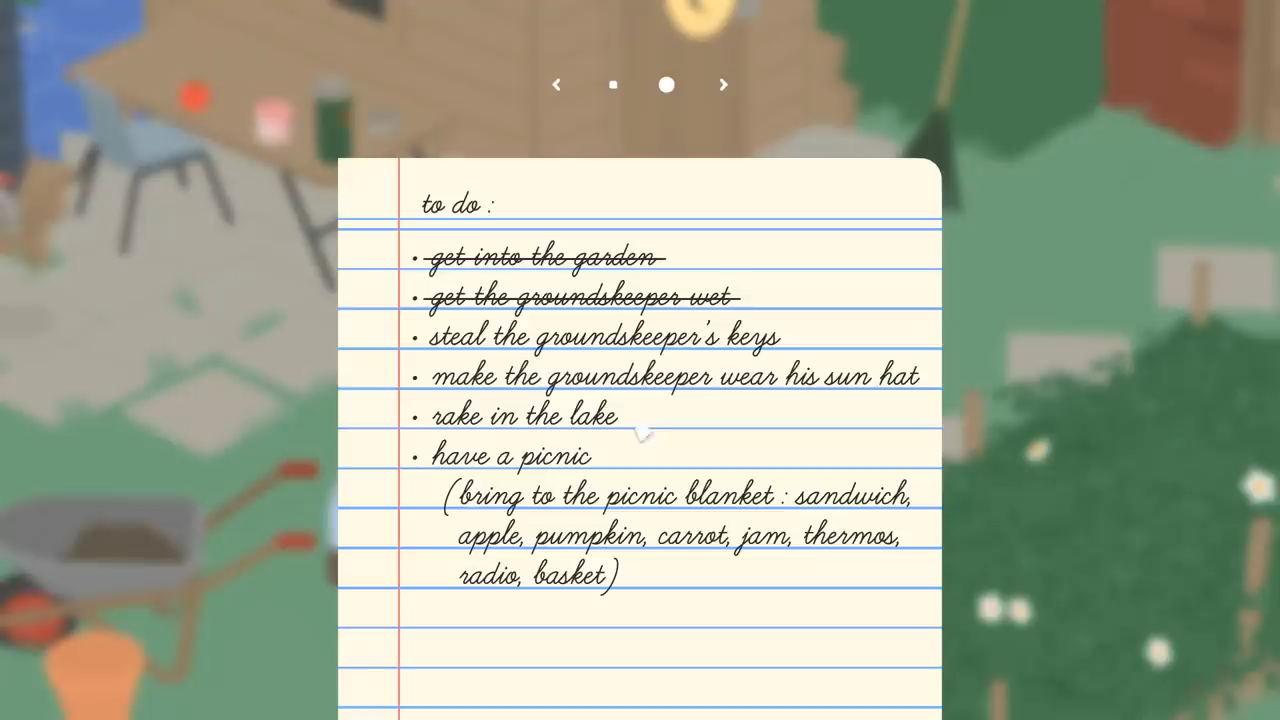 to do :
• get into the garden
• get the groundskeeper wet
• steal the groundskeeper's keys
• make the groundskeeper wear his sun hat
• rake in the lake
• have a picnic
(bring to the picnic blanket : sandwich,
apple, pumpkin, carrot, jam, thermos,
radio, basket)